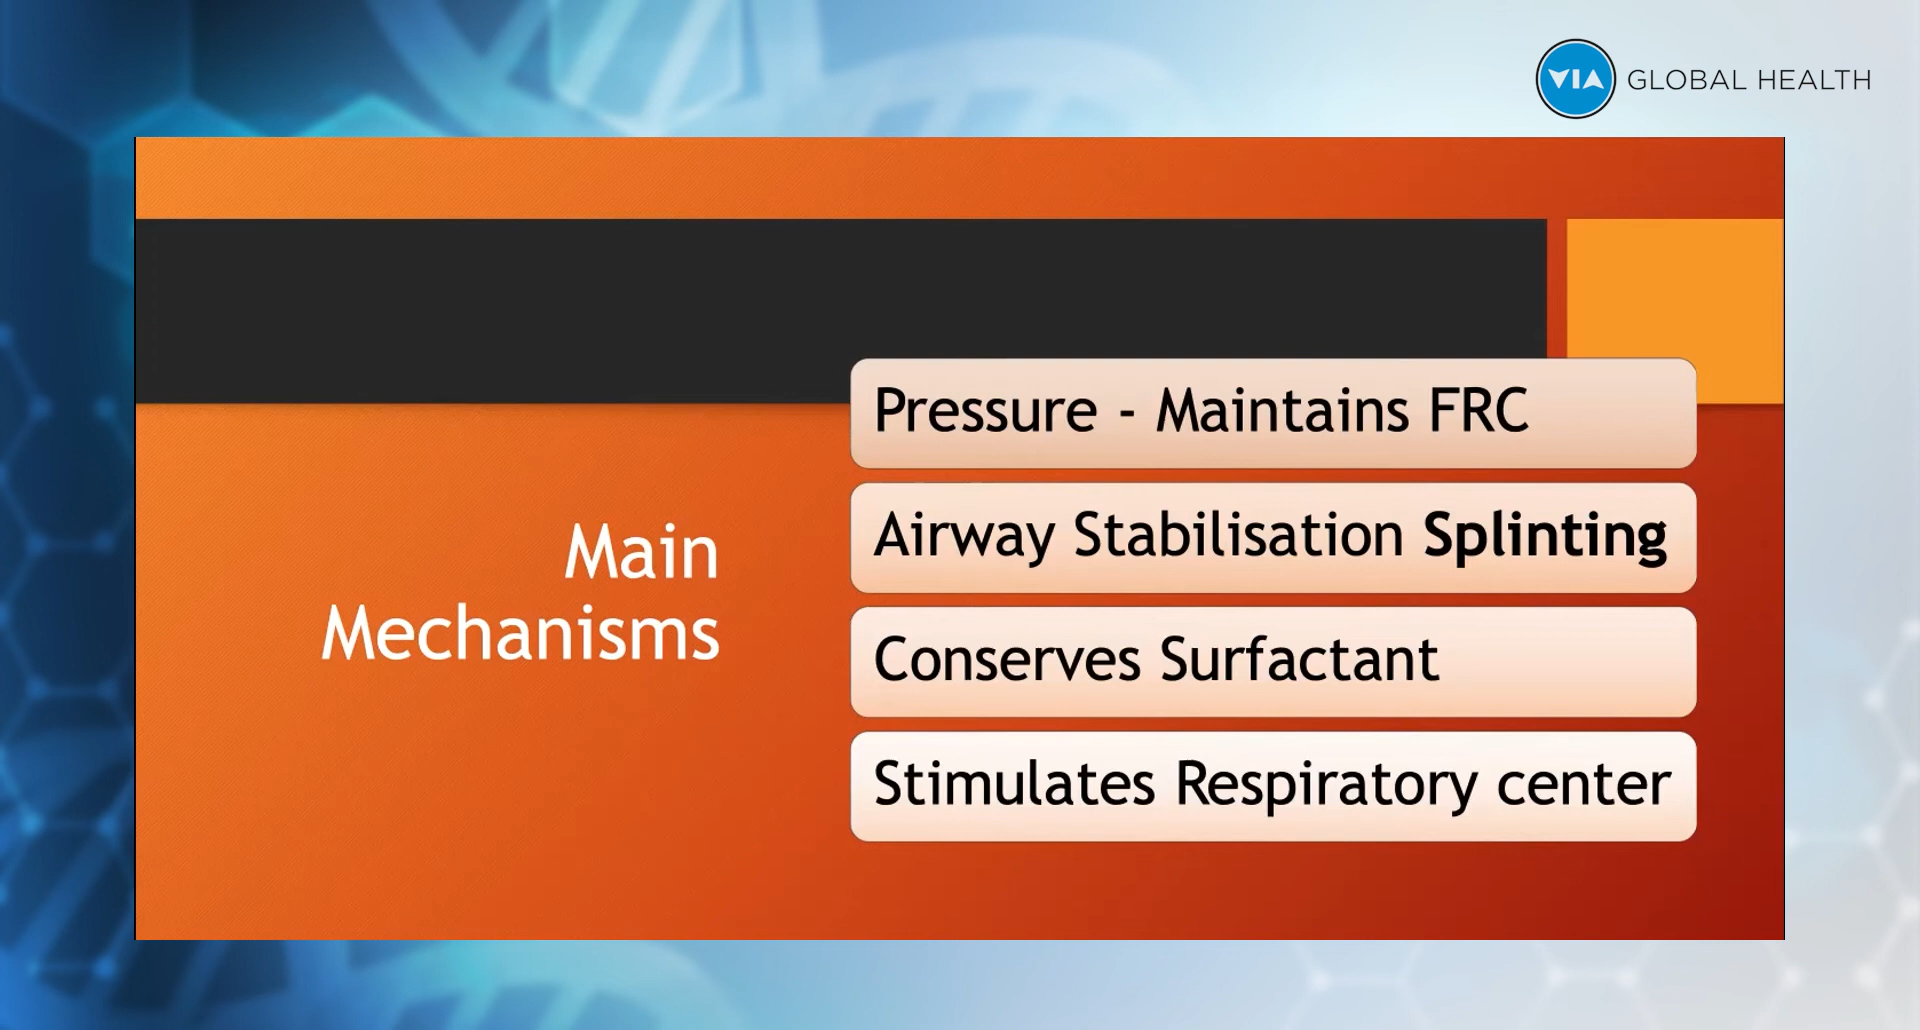 VIA GLOBAL HEALTH
Main
Mechanisms
Pressure - Maintains FRC
Airway Stabilisation Splinting
Conserves Surfactant
Stimulates Respiratory center